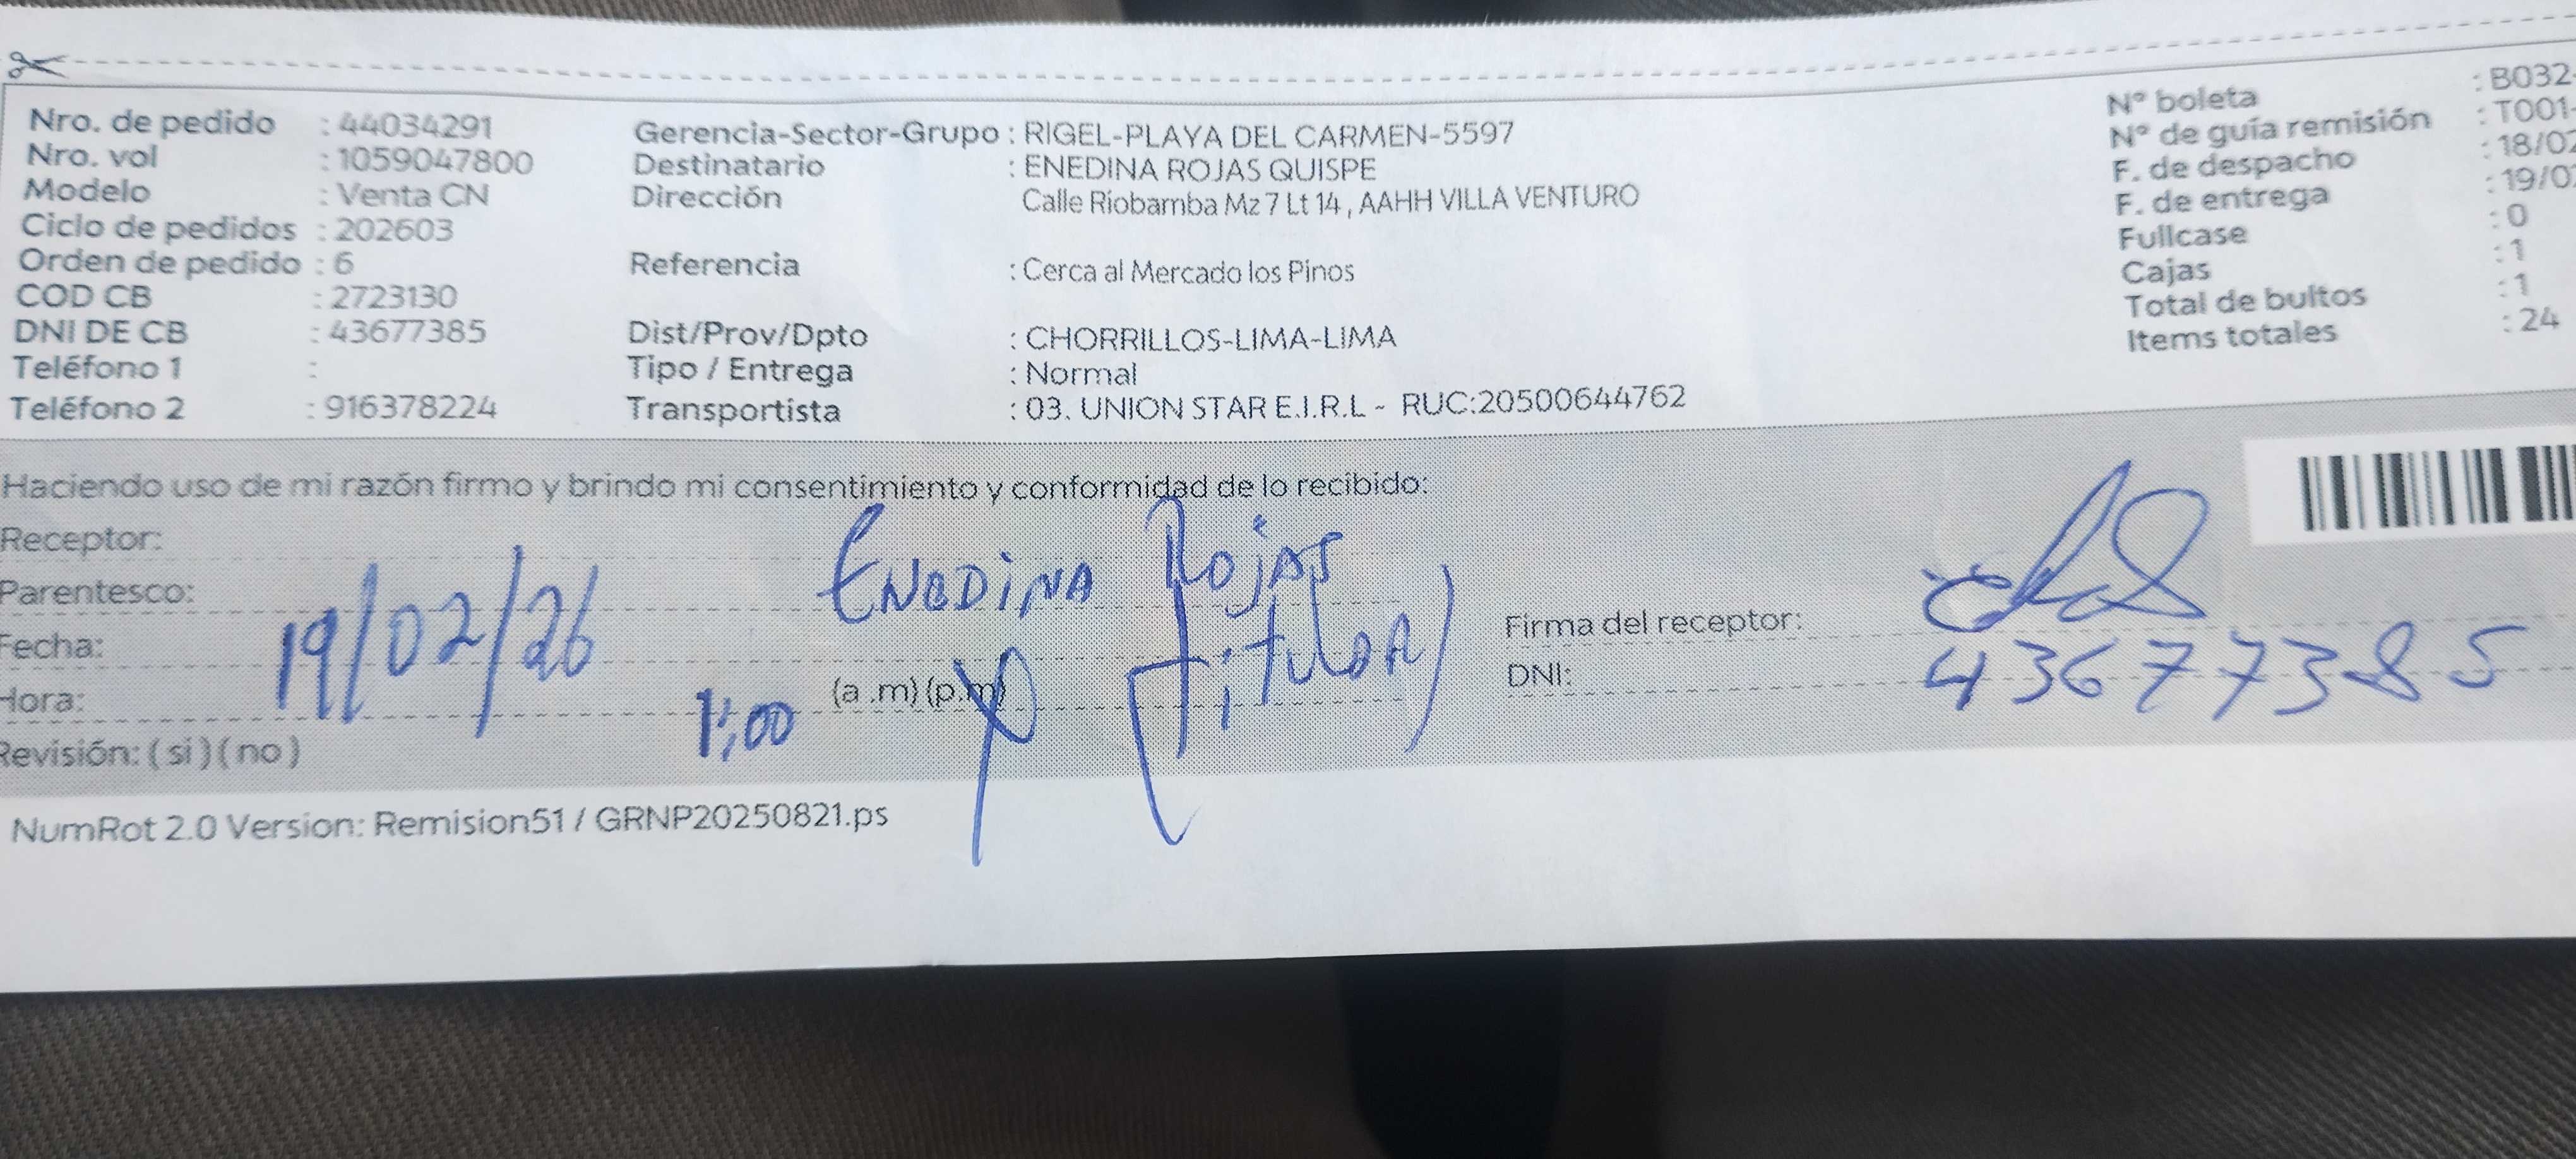 Nro. de pedido : 44034291
Nro. vol : 1059047800
Modelo : Venta CN
Ciclo de pedidos : 202603
Orden de pedido : 6
COD CB : 2723130
DNI DE CB : 43677385
Teléfono 1 :
Teléfono 2 : 916378224
Gerencia-Sector-Grupo : RIGEL-PLAYA DEL CARMEN-5597
Destinatario : ENEDINA ROJAS QUISPE
Dirección Calle Riobamba Mz 7 Lt 14 , AAHH VILLA VENTURO
Referencia : Cerca al Mercado los Pinos
Dist/Prov/Dpto : CHORRILLOS-LIMA-LIMA
Tipo / Entrega : Normal
Transportista : 03. UNION STAR E.I.R.L - RUC:20500644762
N° boleta : B032-
N° de guía remisión : T001-
F. de despacho : 18/02
F. de entrega : 19/02
Fullcase : 0
Cajas : 1
Total de bultos : 1
Items totales : 24
Haciendo uso de mi razón firmo y brindo mi consentimiento y conformidad de lo recibido:
Receptor: ENEDINA ROJAS
Parentesco: (Titular)
Fecha: 19/02/26
Hora: 1:00 (a .m) (p.m)
Revisión: ( si ) ( no )
Firma del receptor:
DNI: 43677385
NumRot 2.0 Version: Remision51 / GRNP20250821.ps